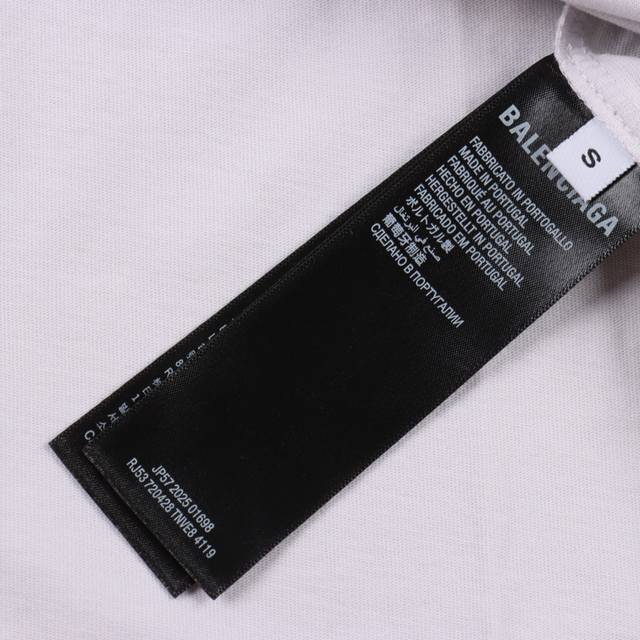 BALENCIAGA
S
FABBRICATO IN PORTOGALLO
MADE IN PORTUGAL
FABRIQUE AU PORTUGAL
HECHO EN PORTUGAL
HERGESTELLT IN PORTUGAL
FABRICADO EM PORTUGAL
ポルトガル製
صنع في البرتغال
葡萄牙制造
СДЕЛАНО В ПОРТУГАЛИИ
JP57 2025 01698
RJ53 720428 TNVE8 4119